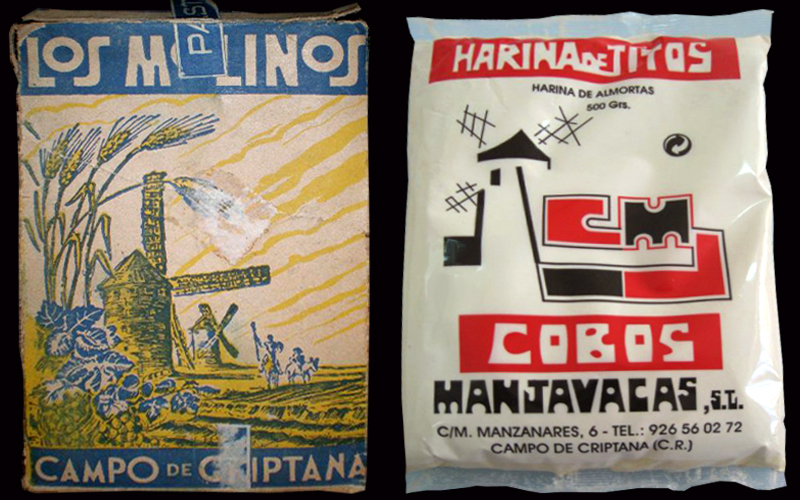 LOS MOLINOS
PAST
CAMPO DE CRIPTANA
HARINA DE TITOS
HARINA DE ALMORTAS
500 Grs.
CM
COBOS
MANJAVACAS, S.L.
C/M. MANZANARES, 6 - TEL.: 926 56 02 72
CAMPO DE CRIPTANA (C.R.)